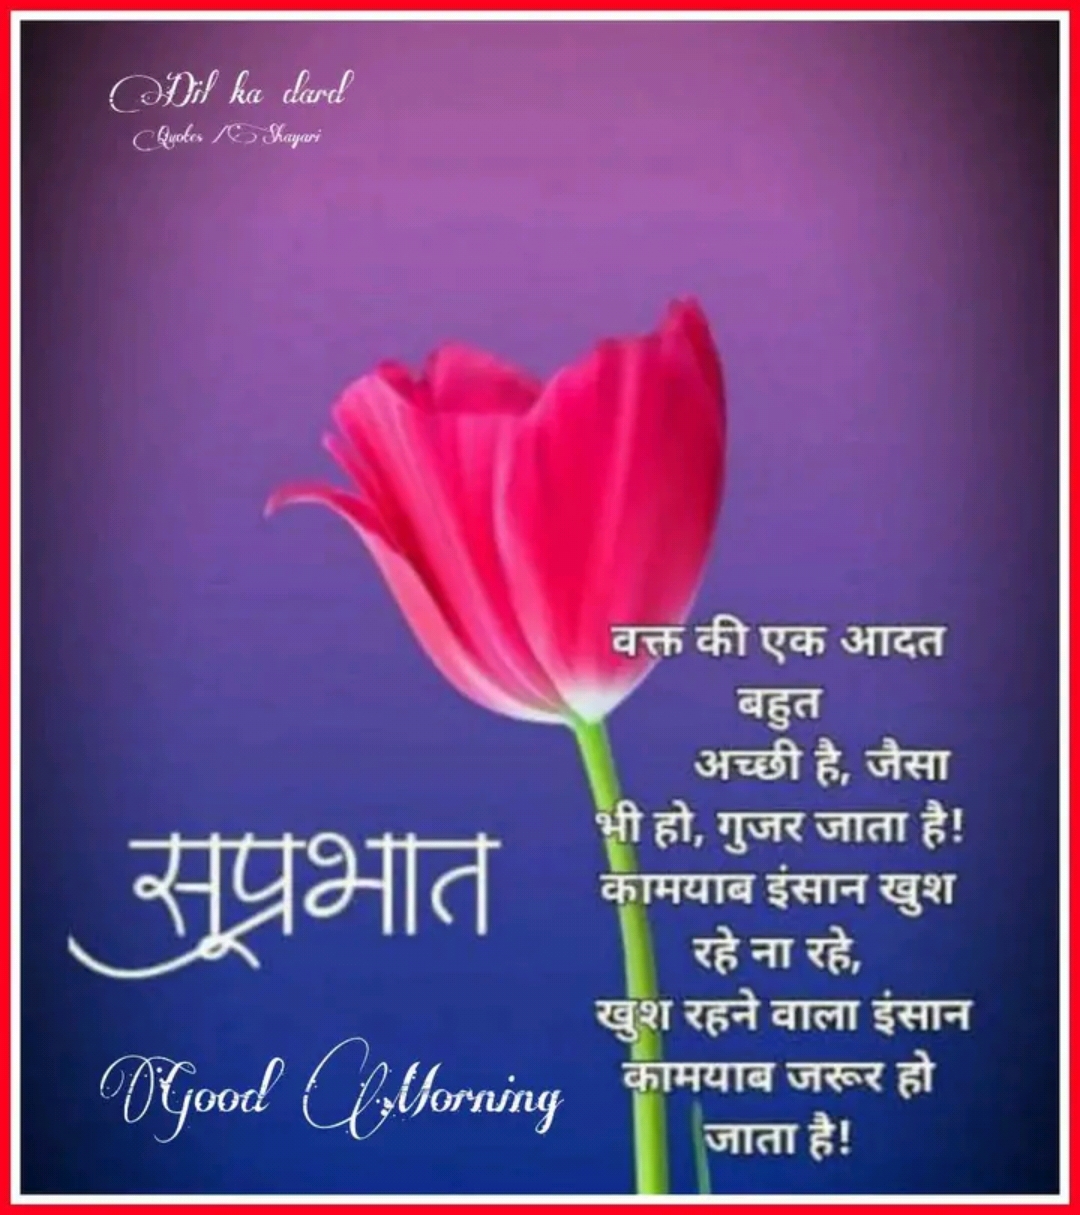 Dil ka dard
Quotes / Shayari
वक्त की एक आदत
बहुत
अच्छी है, जैसा
भी हो, गुजर जाता है!
कामयाब इंसान खुश
रहे ना रहे,
खुश रहने वाला इंसान
कामयाब जरूर हो
जाता है!
सुप्रभात
Good Morning